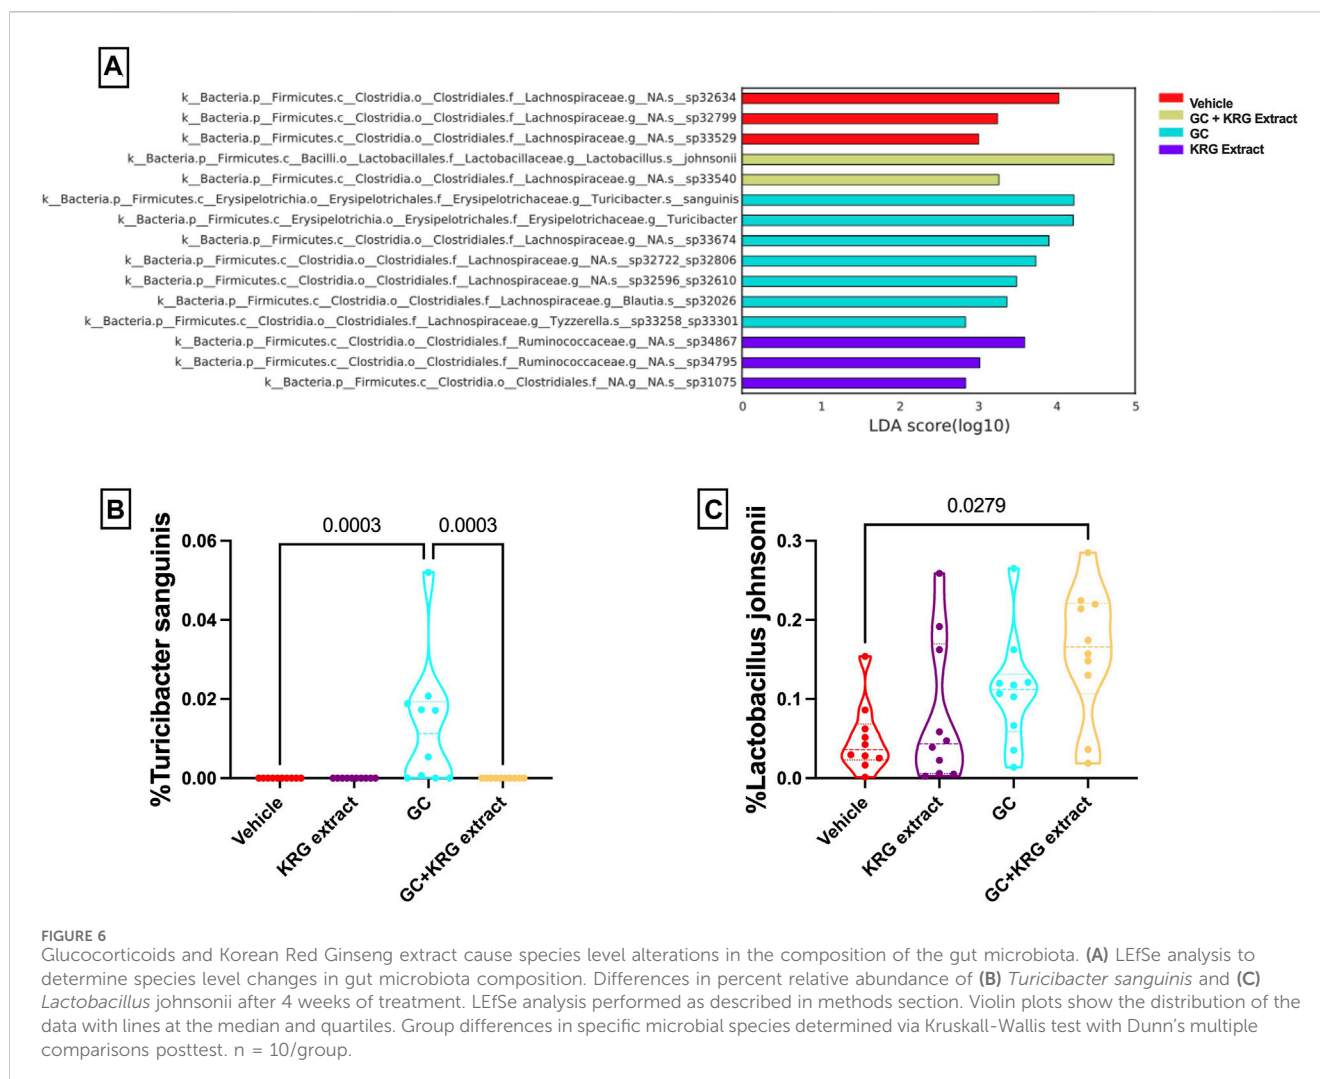 A
k__Bacteria.p__Firmicutes.c__Clostridia.o__Clostridiales.f__Lachnospiraceae.g__NA.s__sp32634
k__Bacteria.p__Firmicutes.c__Clostridia.o__Clostridiales.f__Lachnospiraceae.g__NA.s__sp32799
k__Bacteria.p__Firmicutes.c__Clostridia.o__Clostridiales.f__Lachnospiraceae.g__NA.s__sp33529
k__Bacteria.p__Firmicutes.c__Bacilli.o__Lactobacillales.f__Lactobacillaceae.g__Lactobacillus.s__johnsonii
k__Bacteria.p__Firmicutes.c__Clostridia.o__Clostridiales.f__Lachnospiraceae.g__NA.s__sp33540
k__Bacteria.p__Firmicutes.c__Erysipelotrichia.o__Erysipelotrichales.f__Erysipelotrichaceae.g__Turicibacter.s__sanguinis
k__Bacteria.p__Firmicutes.c__Erysipelotrichia.o__Erysipelotrichales.f__Erysipelotrichaceae.g__Turicibacter
k__Bacteria.p__Firmicutes.c__Clostridia.o__Clostridiales.f__Lachnospiraceae.g__NA.s__sp33674
k__Bacteria.p__Firmicutes.c__Clostridia.o__Clostridiales.f__Lachnospiraceae.g__NA.s__sp32722_sp32806
k__Bacteria.p__Firmicutes.c__Clostridia.o__Clostridiales.f__Lachnospiraceae.g__NA.s__sp32596_sp32610
k__Bacteria.p__Firmicutes.c__Clostridia.o__Clostridiales.f__Lachnospiraceae.g__Blautia.s__sp32026
k__Bacteria.p__Firmicutes.c__Clostridia.o__Clostridiales.f__Lachnospiraceae.g__Tyzzerella.s__sp33258_sp33301
k__Bacteria.p__Firmicutes.c__Clostridia.o__Clostridiales.f__Ruminococcaceae.g__NA.s__sp34867
k__Bacteria.p__Firmicutes.c__Clostridia.o__Clostridiales.f__Ruminococcaceae.g__NA.s__sp34795
k__Bacteria.p__Firmicutes.c__Clostridia.o__Clostridiales.f__NA.g__NA.s__sp31075
0 1 2 3 4 5
LDA score(log10)
Vehicle
GC + KRG Extract
GC
KRG Extract
B
%Turicibacter sanguinis
0.0003 0.0003
0.06
0.04
0.02
0.00
Vehicle
KRG extract
GC
GC+KRG extract
C
%Lactobacillus johnsonii
0.0279
0.3
0.2
0.1
0.0
Vehicle
KRG extract
GC
GC+KRG extract
FIGURE 6
Glucocorticoids and Korean Red Ginseng extract cause species level alterations in the composition of the gut microbiota. (A) LEfSe analysis to
determine species level changes in gut microbiota composition. Differences in percent relative abundance of (B) Turicibacter sanguinis and (C)
Lactobacillus johnsonii after 4 weeks of treatment. LEfSe analysis performed as described in methods section. Violin plots show the distribution of the
data with lines at the median and quartiles. Group differences in specific microbial species determined via Kruskall-Wallis test with Dunn's multiple
comparisons posttest. n = 10/group.